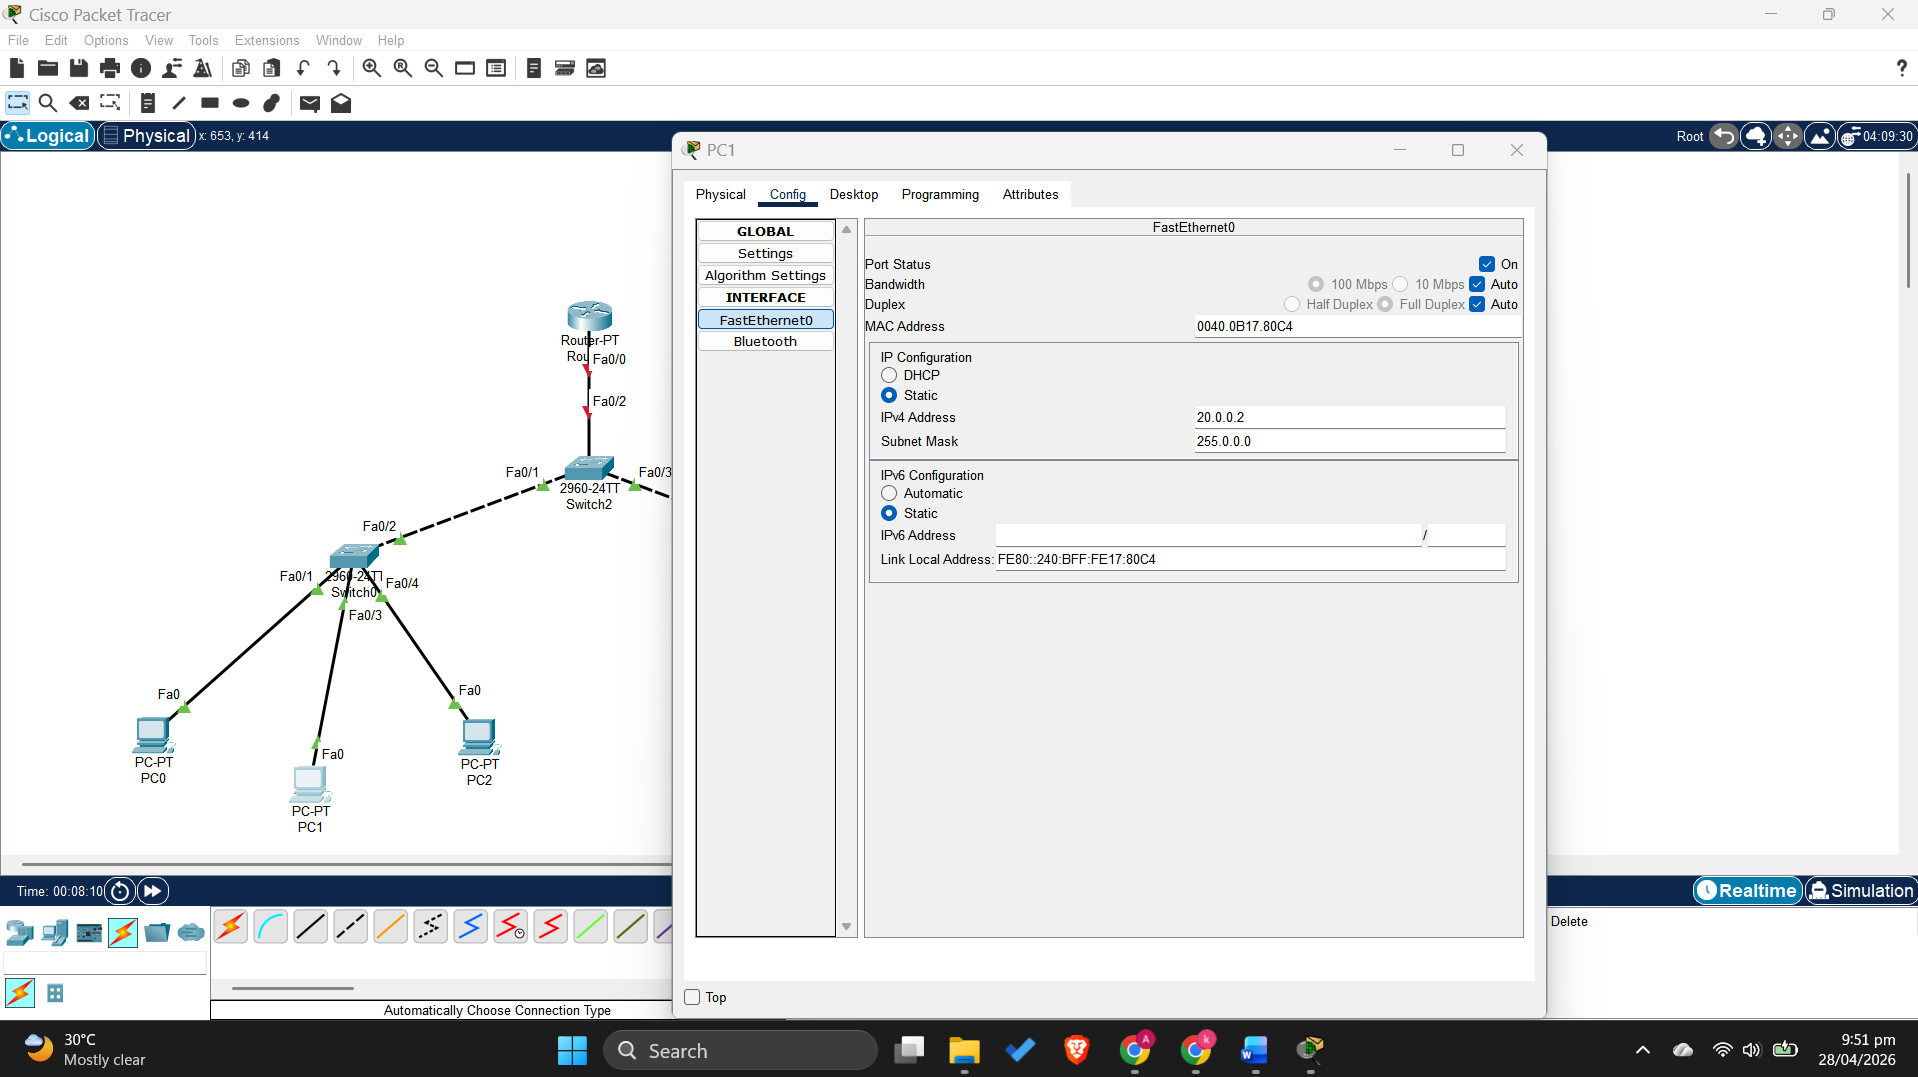 Cisco Packet Tracer
File Edit Options View Tools Extensions Window Help
?
Logical Physical x: 653, y: 414
Root 04:09:30
Router-PT
Rou
Fa0/0
Fa0/2
Fa0/1
Fa0/3
2960-24TT
Switch2
Fa0/2
Fa0/1
2960-24TT
Fa0/4
Switch0
Fa0/3
Fa0
Fa0
PC-PT
PC0
Fa0
PC-PT
PC2
PC-PT
PC1
PC1
Physical Config Desktop Programming Attributes
GLOBAL
Settings
Algorithm Settings
INTERFACE
FastEthernet0
Bluetooth
FastEthernet0
Port Status On
Bandwidth 100 Mbps 10 Mbps Auto
Duplex Half Duplex Full Duplex Auto
MAC Address 0040.0B17.80C4
IP Configuration
DHCP
Static
IPv4 Address 20.0.0.2
Subnet Mask 255.0.0.0
IPv6 Configuration
Automatic
Static
IPv6 Address /
Link Local Address: FE80::240:BFF:FE17:80C4
Top
Time: 00:08:10
Realtime Simulation
Delete
Automatically Choose Connection Type
30°C
Mostly clear
Search
A
k
9:51 pm
28/04/2026